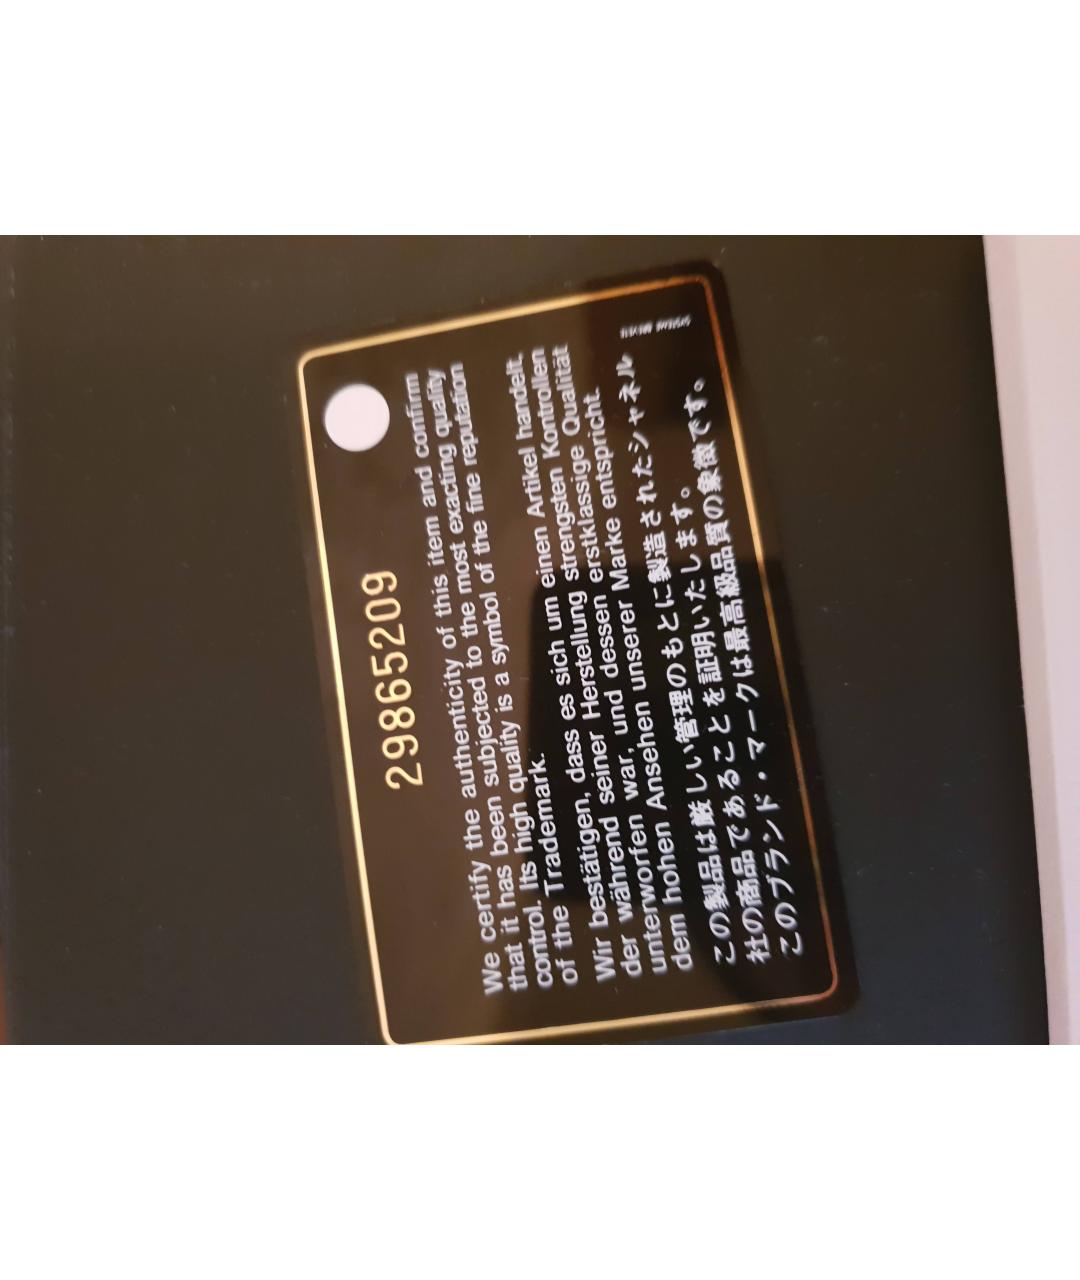 29865209
We certify the authenticity of this item and confirm
that it has been subjected to the most exacting quality
control. Its high quality is a symbol of the fine reputation
of the Trademark.
Wir bestätigen, dass es sich um einen Artikel handelt,
der während seiner Herstellung strengsten Kontrollen
unterworfen war, und dessen erstklassige Qualität
dem hohen Ansehen unserer Marke entspricht.
この製品は厳しい管理のもとに製造されたシャネル
社の商品であることを証明いたします。
このブランド・マークは最高級品質の象徴です。